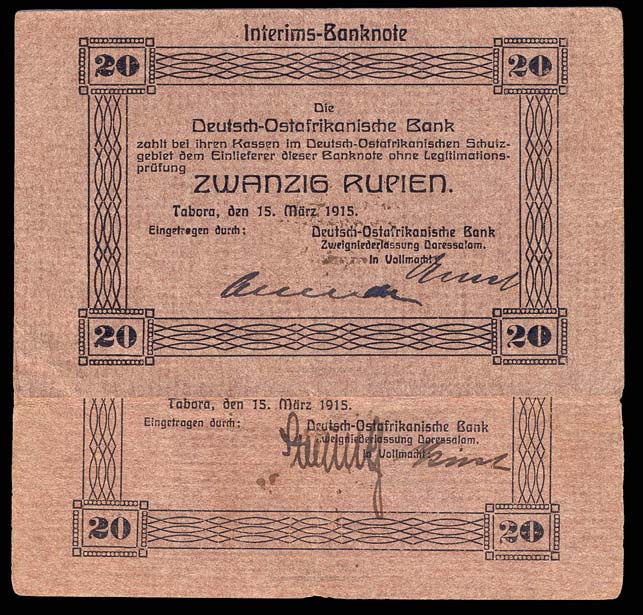 Interims-Banknote
20 20
Die
Deutsch-Ostafrikanische Bank
zahlt bei ihren Kassen im Deutsch-Ostafrikanischen Schutz-
gebiet dem Einlieferer dieser Banknote ohne Legitimations-
prüfung
ZWANZIG RUPIEN.
Tabora, den 15. März 1915.
Eingetragen durch: Deutsch-Ostafrikanische Bank
Zweigniederlassung Daressalam.
In Vollmacht:
20 20
Tabora, den 15. März 1915.
Eingetragen durch: Deutsch-Ostafrikanische Bank
Zweigniederlassung Daressalam.
In Vollmacht:
20 20